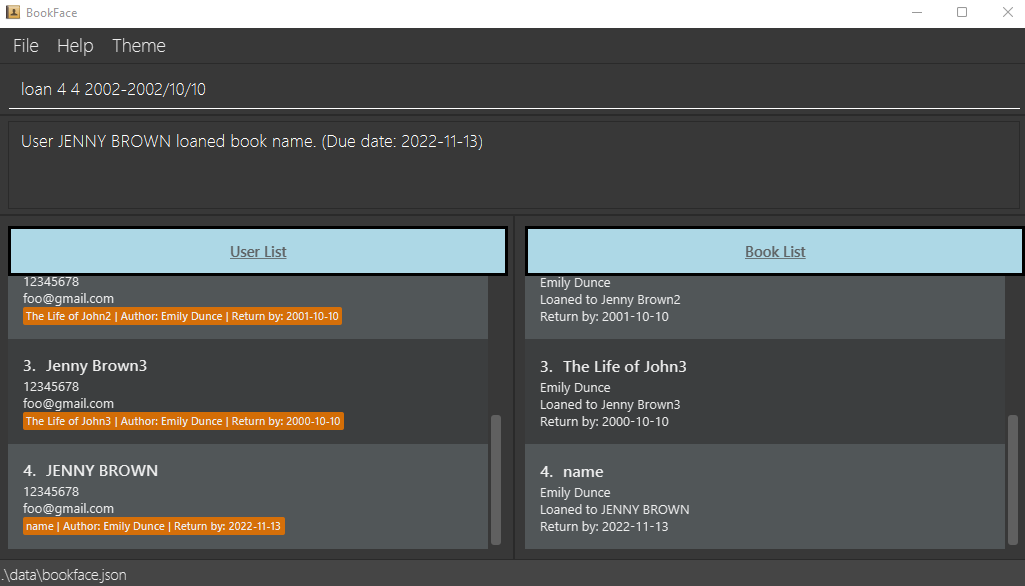 BookFace
File Help Theme
loan 4 4 2002-2002/10/10
User JENNY BROWN loaned book name. (Due date: 2022-11-13)
User List
12345678
foo@gmail.com
The Life of John2 | Author: Emily Dunce | Return by: 2001-10-10
3. Jenny Brown3
12345678
foo@gmail.com
The Life of John3 | Author: Emily Dunce | Return by: 2000-10-10
4. JENNY BROWN
12345678
foo@gmail.com
name | Author: Emily Dunce | Return by: 2022-11-13
Book List
Emily Dunce
Loaned to Jenny Brown2
Return by: 2001-10-10
3. The Life of John3
Emily Dunce
Loaned to Jenny Brown3
Return by: 2000-10-10
4. name
Emily Dunce
Loaned to JENNY BROWN
Return by: 2022-11-13
.\data\bookface.json